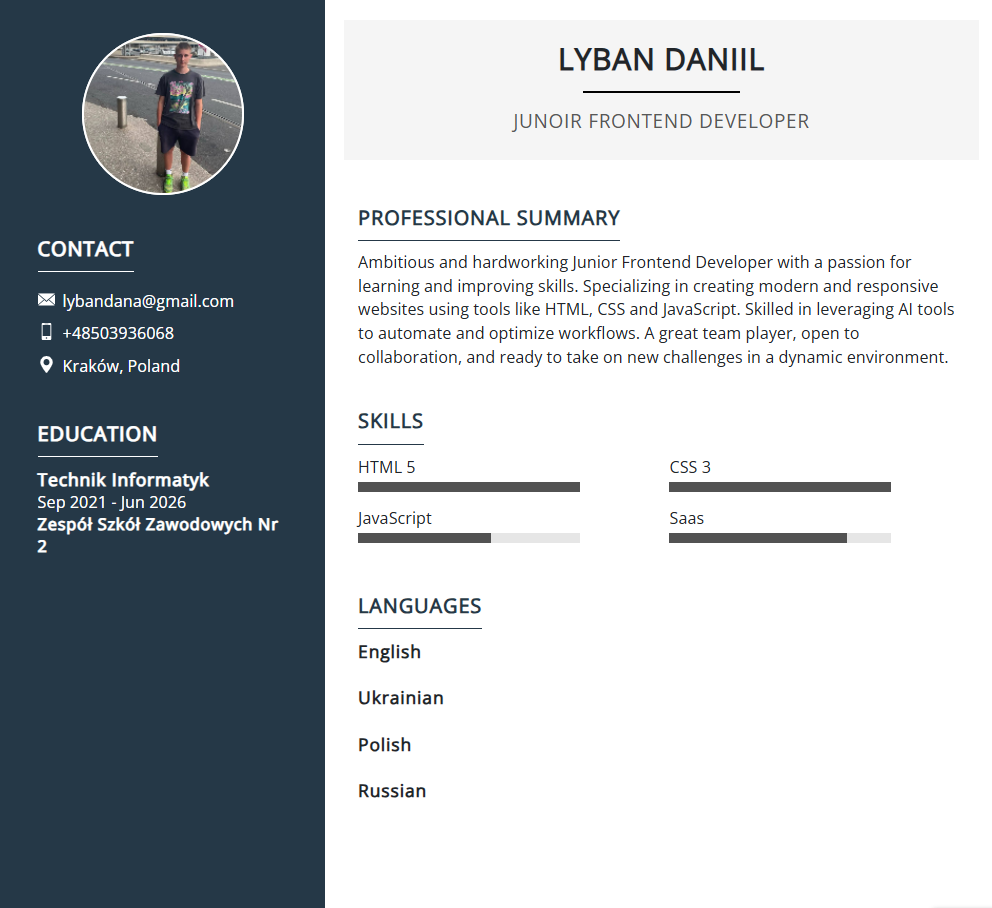 CONTACT
lybandana@gmail.com
+48503936068
Kraków, Poland
EDUCATION
Technik Informatyk
Sep 2021 - Jun 2026
Zespół Szkół Zawodowych Nr
2
LYBAN DANIIL
JUNOIR FRONTEND DEVELOPER
PROFESSIONAL SUMMARY
Ambitious and hardworking Junior Frontend Developer with a passion for
learning and improving skills. Specializing in creating modern and responsive
websites using tools like HTML, CSS and JavaScript. Skilled in leveraging AI tools
to automate and optimize workflows. A great team player, open to
collaboration, and ready to take on new challenges in a dynamic environment.
SKILLS
HTML 5
CSS 3
JavaScript
Saas
LANGUAGES
English
Ukrainian
Polish
Russian